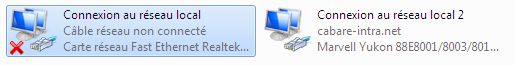 Connexion au réseau local
Câble réseau non connecté
Carte réseau Fast Ethernet Realtek...
Connexion au réseau local 2
cabare-intra.net
Marvell Yukon 88E8001/8003/801...